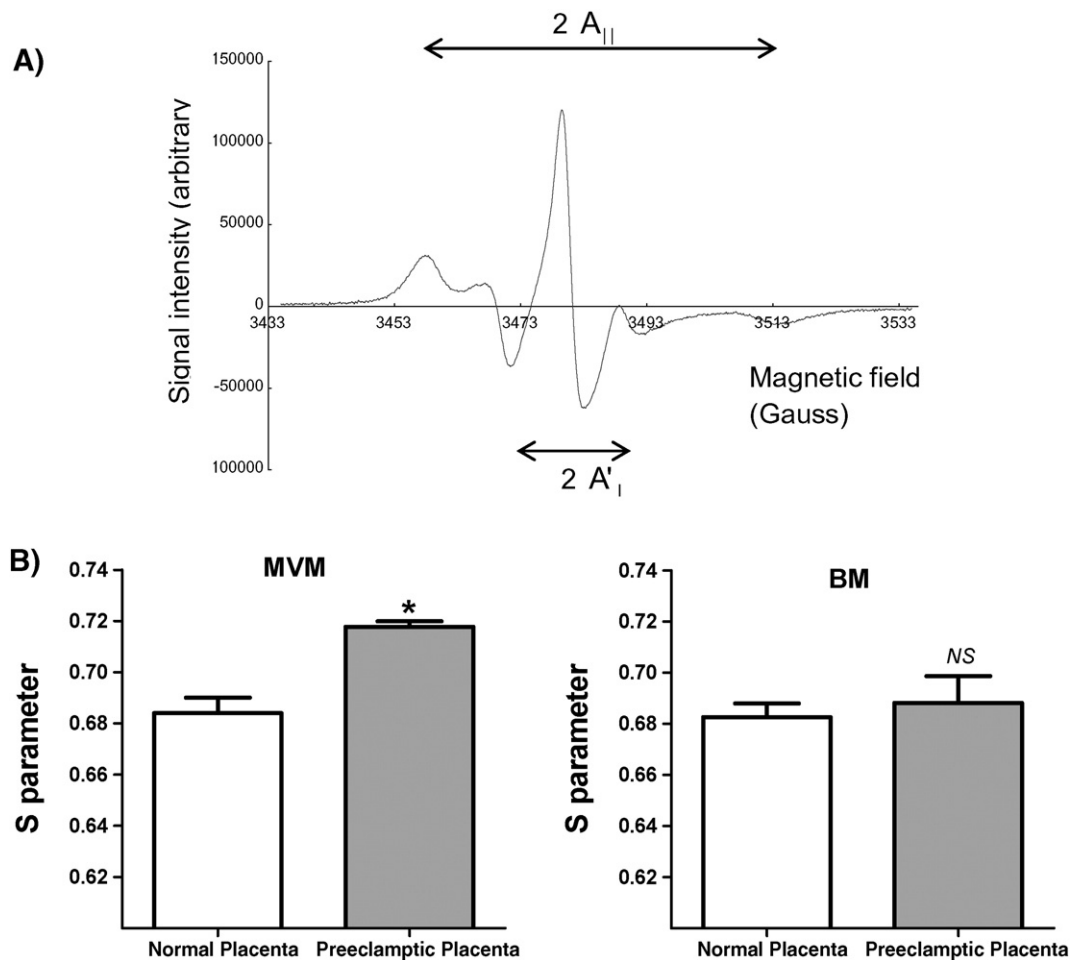 A)
2 A||
150000
100000
50000
0
-50000
100000
Signal intensity (arbitrary
3433 3453 3473 3493 3513 3533
Magnetic field
(Gauss)
2 A'|
B)
MVM
0.74
0.72
0.70
0.68
0.66
0.64
0.62
S parameter
*
Normal Placenta Preeclamptic Placenta
BM
0.74
0.72
0.70
0.68
0.66
0.64
0.62
S parameter
NS
Normal Placenta Preeclamptic Placenta